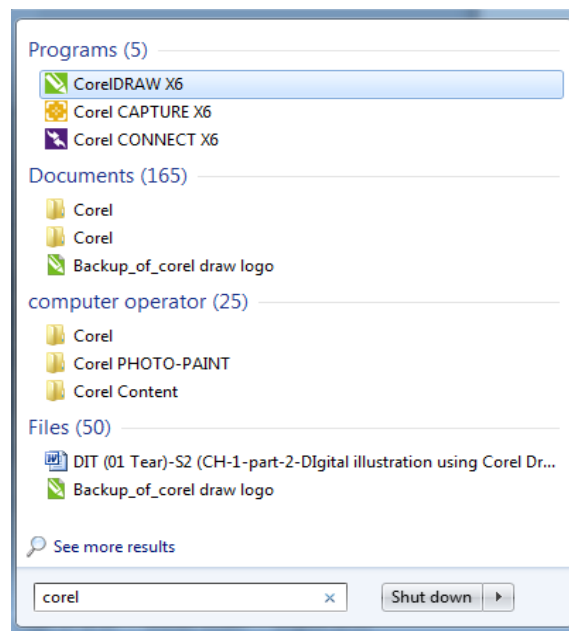 Programs (5)
CorelDRAW X6
Corel CAPTURE X6
Corel CONNECT X6
Documents (165)
Corel
Corel
Backup_of_corel draw logo
computer operator (25)
Corel
Corel PHOTO-PAINT
Corel Content
Files (50)
DIT (01 Tear)-S2 (CH-1-part-2-DIgital illustration using Corel Dr...
Backup_of_corel draw logo
See more results
corel
Shut down